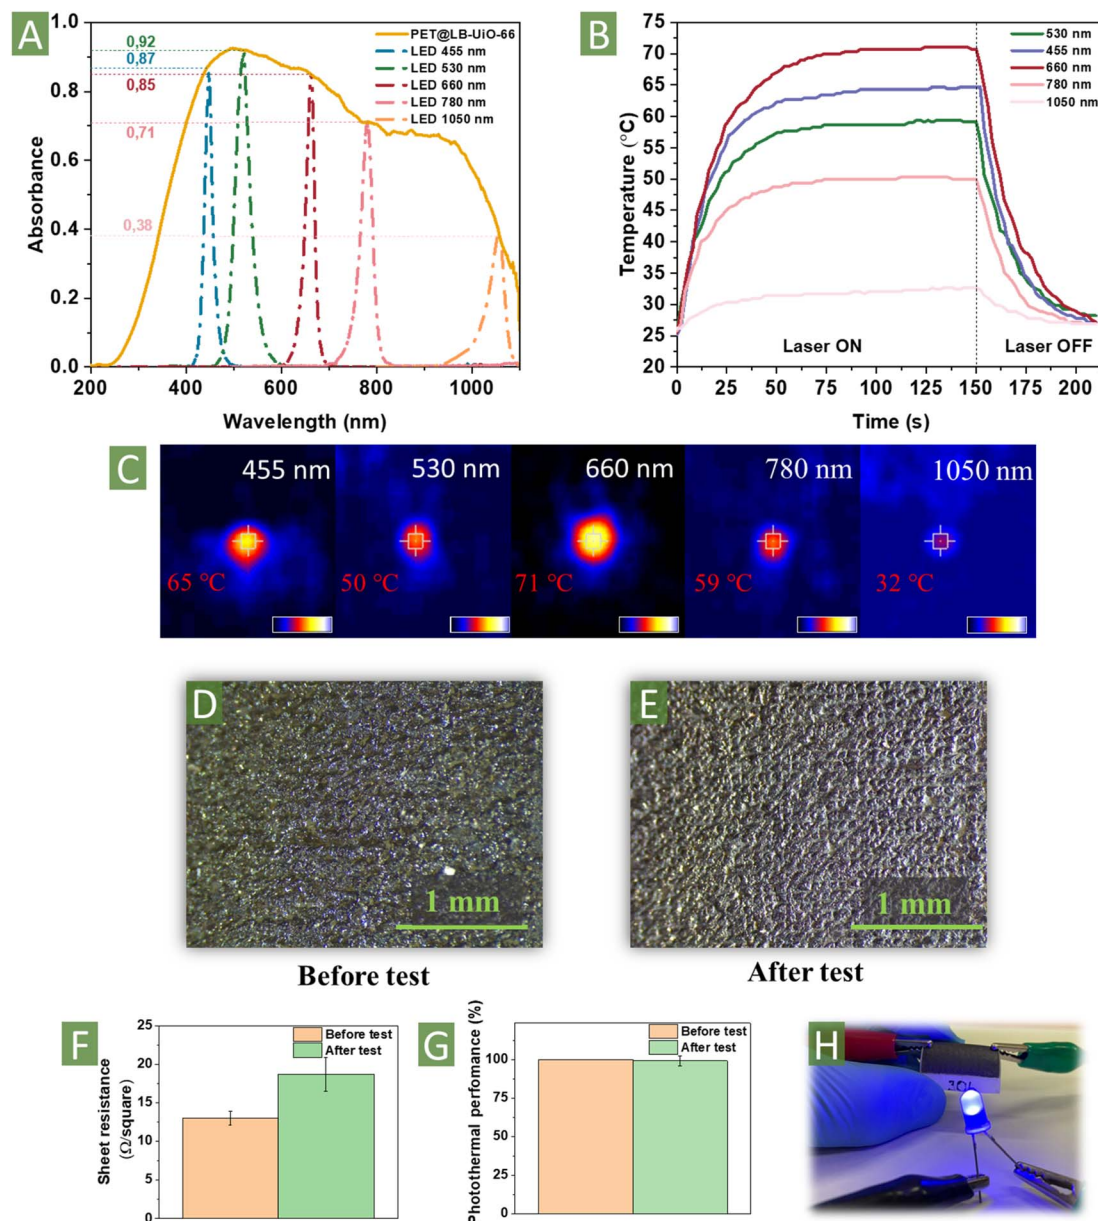 A
Absorbance
1.0
0.8
0.6
0.4
0.2
0.0
0,92
0,87
0,85
0,71
0,38
PET@LB-UiO-66
LED 455 nm
LED 530 nm
LED 660 nm
LED 780 nm
LED 1050 nm
200 400 600 800 1000
Wavelength (nm)
B
Temperature (°C)
75
70
65
60
55
50
45
40
35
30
25
20
530 nm
455 nm
660 nm
780 nm
1050 nm
Laser ON
Laser OFF
0 25 50 75 100 125 150 175 200
Time (s)
C
455 nm
530 nm
660 nm
780 nm
1050 nm
65 °C
50 °C
71 °C
59 °C
32 °C
D
1 mm
Before test
E
1 mm
After test
F
Sheet resistance
(Ω/square)
25
20
15
10
5
0
Before test
After test
G
Photothermal perfomance (%)
100
75
50
25
0
Before test
After test
H